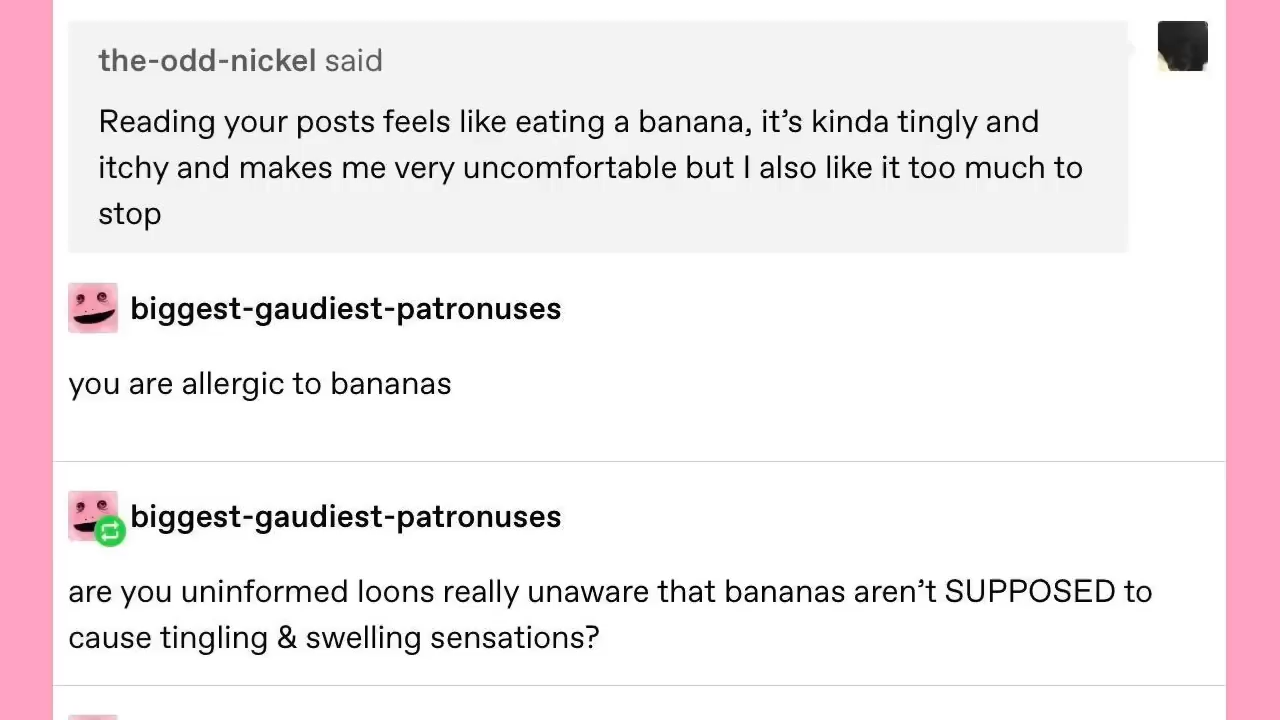 the-odd-nickel said
Reading your posts feels like eating a banana, it’s kinda tingly and
itchy and makes me very uncomfortable but I also like it too much to
stop
biggest-gaudiest-patronuses
you are allergic to bananas
biggest-gaudiest-patronuses
are you uninformed loons really unaware that bananas aren’t SUPPOSED to
cause tingling & swelling sensations?